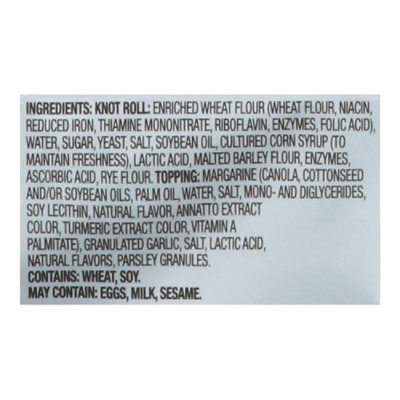 INGREDIENTS: KNOT ROLL: ENRICHED WHEAT FLOUR (WHEAT FLOUR, NIACIN,
REDUCED IRON, THIAMINE MONONITRATE, RIBOFLAVIN, ENZYMES, FOLIC ACID),
WATER, SUGAR, YEAST, SALT, SOYBEAN OIL, CULTURED CORN SYRUP (TO
MAINTAIN FRESHNESS), LACTIC ACID, MALTED BARLEY FLOUR, ENZYMES,
ASCORBIC ACID, RYE FLOUR. TOPPING: MARGARINE (CANOLA, COTTONSEED
AND/OR SOYBEAN OILS, PALM OIL, WATER, SALT, MONO- AND DIGLYCERIDES,
SOY LECITHIN, NATURAL FLAVOR, ANNATTO EXTRACT
COLOR, TURMERIC EXTRACT COLOR, VITAMIN A
PALMITATE), GRANULATED GARLIC, SALT, LACTIC ACID,
NATURAL FLAVORS, PARSLEY GRANULES.
CONTAINS: WHEAT, SOY.
MAY CONTAIN: EGGS, MILK, SESAME.